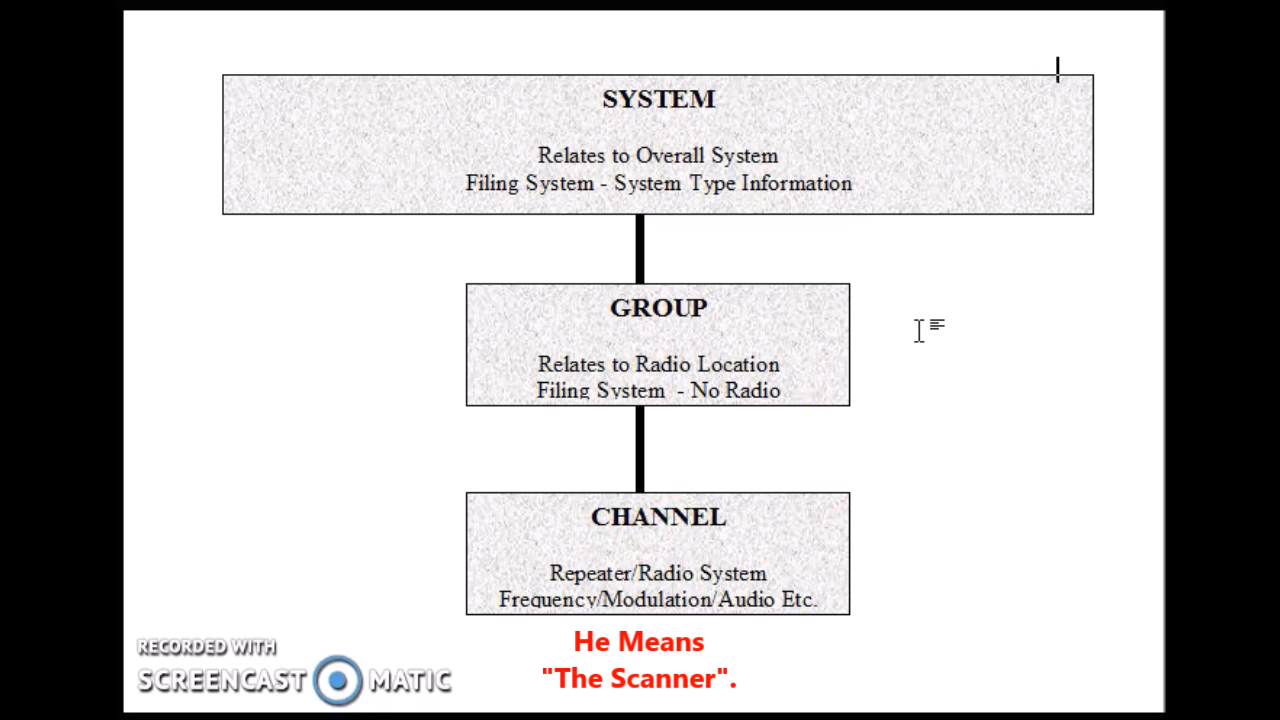 SYSTEM
Relates to Overall System
Filing System - System Type Information
GROUP
Relates to Radio Location
Filing System - No Radio
CHANNEL
Repeater/Radio System
Frequency/Modulation/Audio Etc.
He Means
"The Scanner".
RECORDED WITH
SCREENCAST MATIC